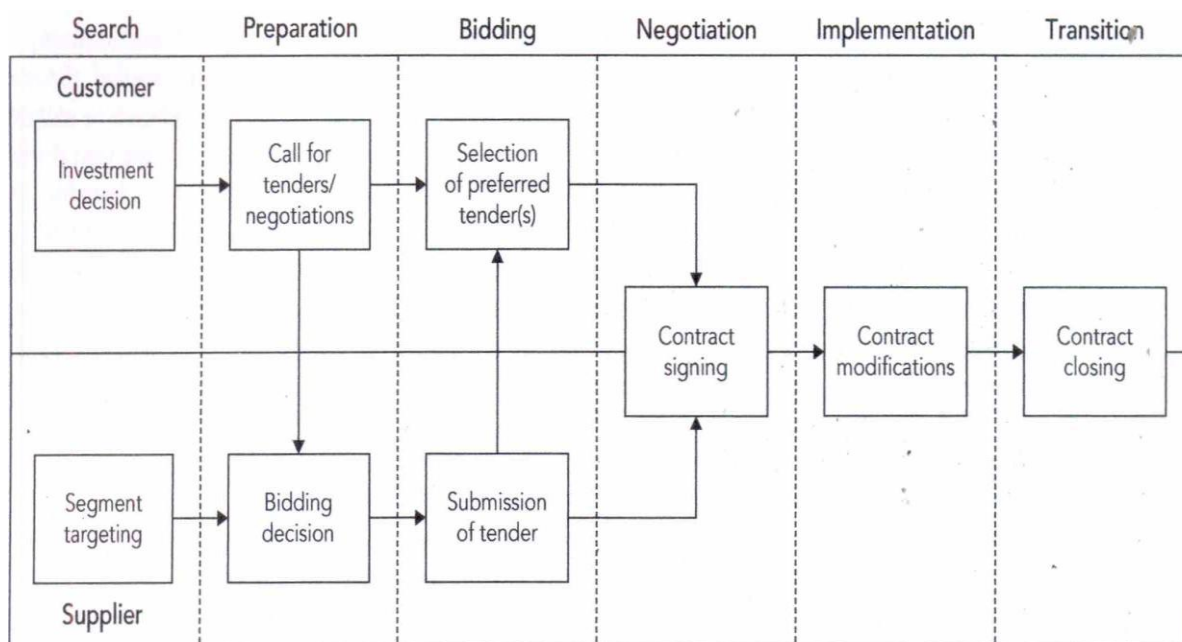 Search
Preparation
Bidding
Negotiation
Implementation
Transition
Customer
Investment
decision
Call for
tenders/
negotiations
Selection
of preferred
tender(s)
Contract
signing
Contract
modifications
Contract
closing
Segment
targeting
Bidding
decision
Submission
of tender
Supplier